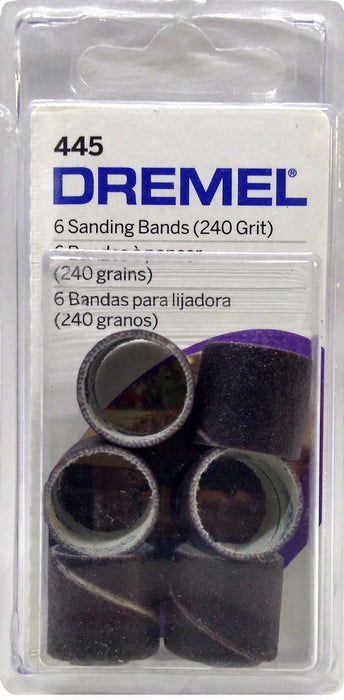 445
DREMEL®
6 Sanding Bands (240 Grit)
6 Bandes à poncer
(240 grains)
6 Bandas para lijadora
(240 granos)